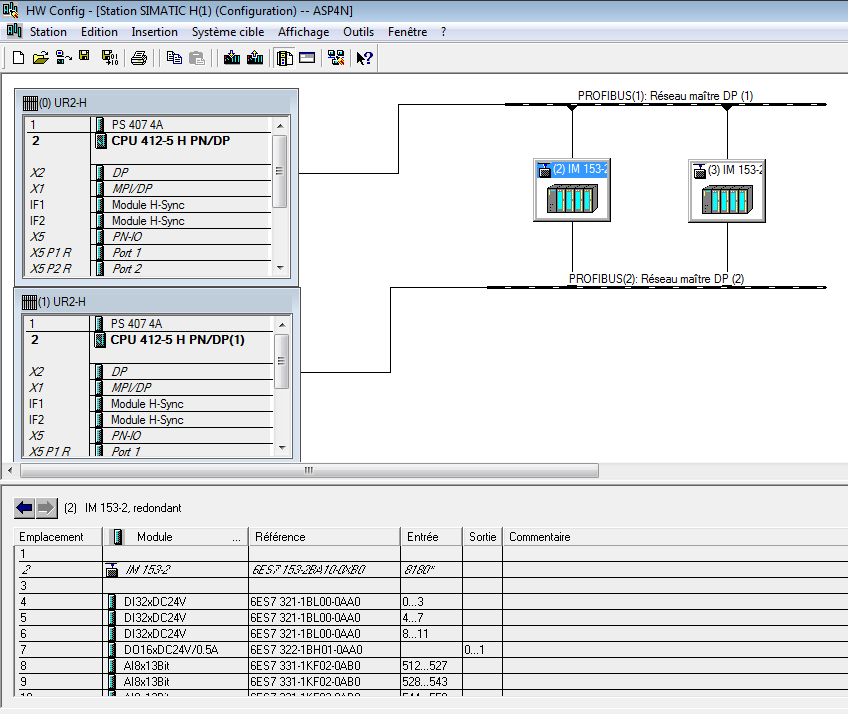 HW Config - [Station SIMATIC H(1) (Configuration) -- ASP4N]
Station Edition Insertion Système cible Affichage Outils Fenêtre ?
(0) UR2-H
1 PS 407 4A
2 CPU 412-5 H PN/DP
X2 DP
X1 MPI/DP
IF1 Module H-Sync
IF2 Module H-Sync
X5 PN-IO
X5 P1 R Port 1
X5 P2 R Port 2
(1) UR2-H
1 PS 407 4A
2 CPU 412-5 H PN/DP(1)
X2 DP
X1 MPI/DP
IF1 Module H-Sync
IF2 Module H-Sync
X5 PN-IO
X5 P1 R Port 1
PROFIBUS(1): Réseau maître DP (1)
(2) IM 153-2
(3) IM 153-2
PROFIBUS(2): Réseau maître DP (2)
(2) IM 153-2, redondant
Emplacement Module ... Référence Entrée Sortie Commentaire
1
2 IM 153-2 6ES7 153-2BA10-0XB0 8180*
3
4 DI32xDC24V 6ES7 321-1BL00-0AA0 0...3
5 DI32xDC24V 6ES7 321-1BL00-0AA0 4...7
6 DI32xDC24V 6ES7 321-1BL00-0AA0 8...11
7 DO16xDC24V/0.5A 6ES7 322-1BH01-0AA0 0...1
8 AI8x13Bit 6ES7 331-1KF02-0AB0 512...527
9 AI8x13Bit 6ES7 331-1KF02-0AB0 528...543